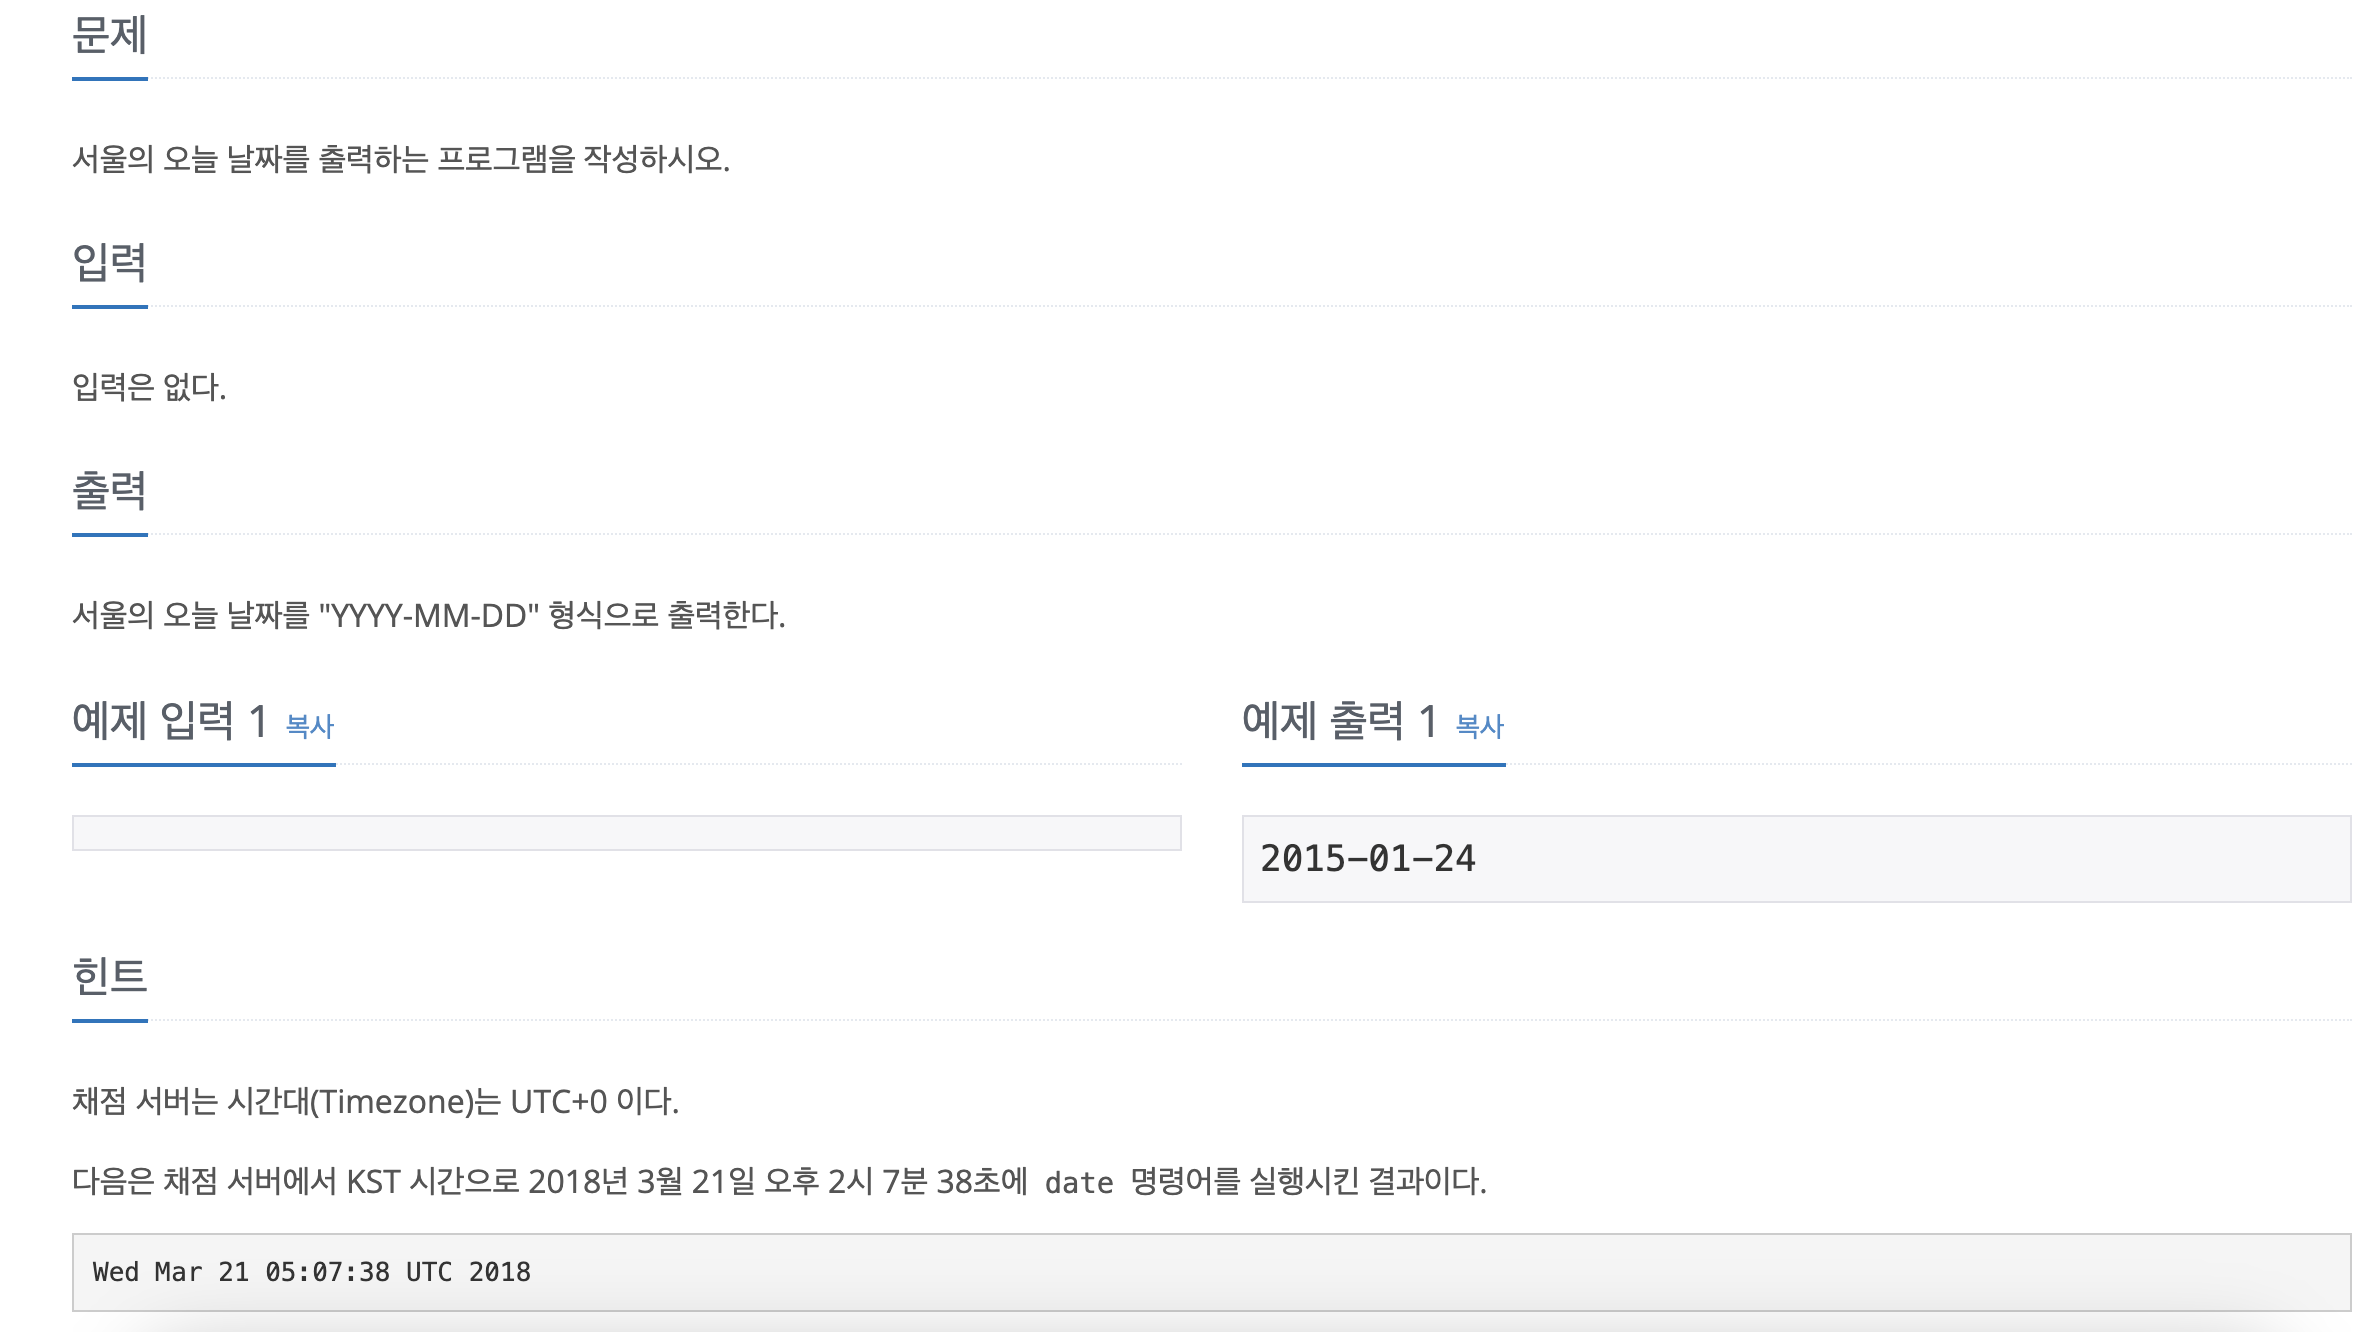 문제
서울의 오늘 날짜를 출력하는 프로그램을 작성하시오.
입력
입력은 없다.
출력
서울의 오늘 날짜를 "YYYY-MM-DD" 형식으로 출력한다.
예제 입력 1 복사
예제 출력 1 복사
2015-01-24
힌트
채점 서버는 시간대(Timezone)는 UTC+0 이다.
다음은 채점 서버에서 KST 시간으로 2018년 3월 21일 오후 2시 7분 38초에 date 명령어를 실행시킨 결과이다.
Wed Mar 21 05:07:38 UTC 2018